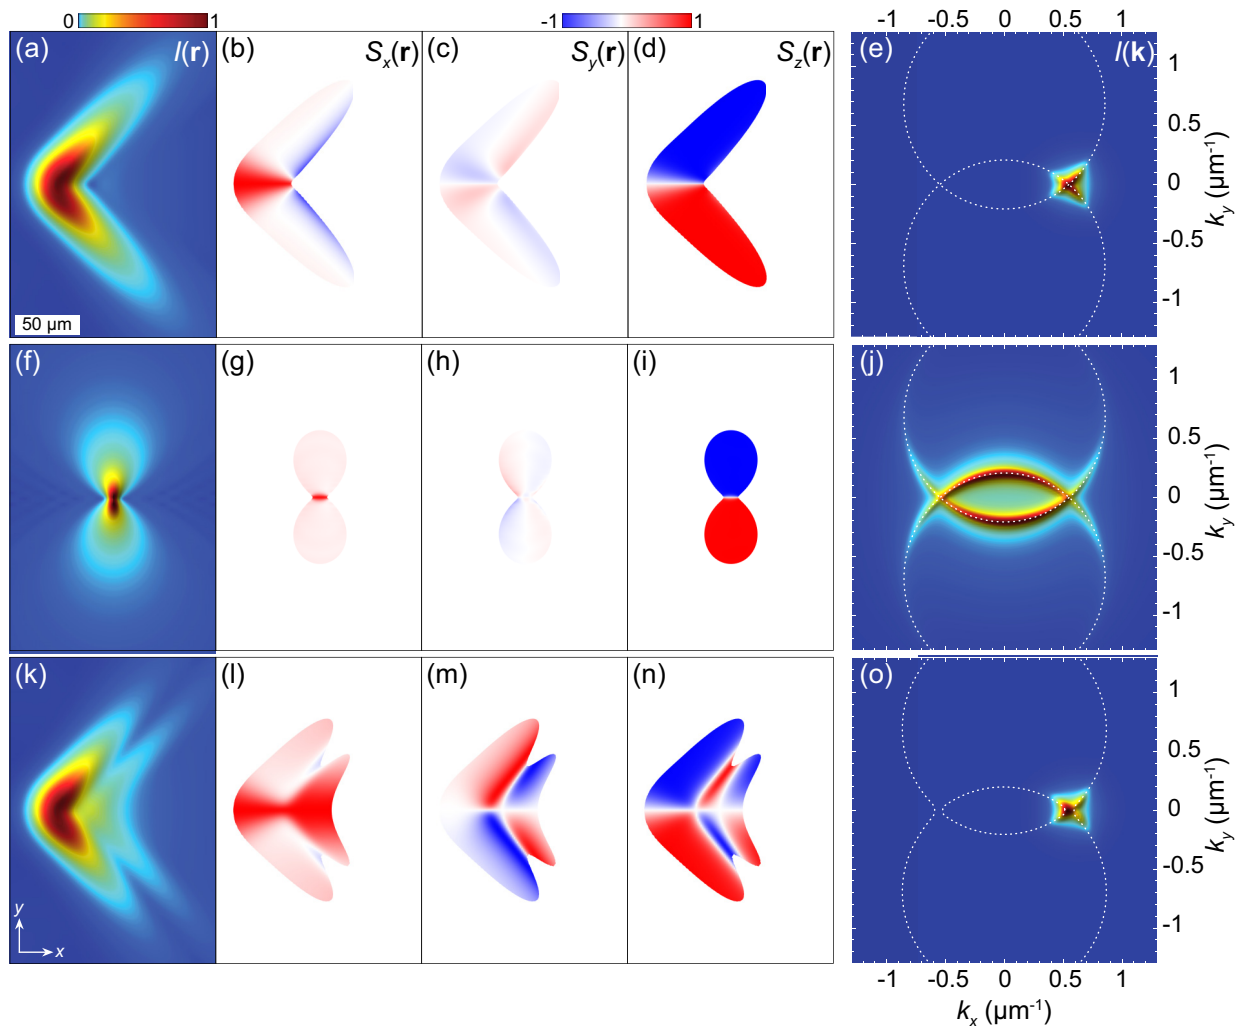 0 1 -1 1 -1 -0.5 0 0.5 1
(a) I(r) (b) Sx(r) (c) Sy(r) (d) Sz(r) (e) I(k)
1
0.5
0
-0.5
-1
ky (µm-1)
50 µm
(f) (g) (h) (i) (j)
1
0.5
0
-0.5
-1
ky (µm-1)
(k) (l) (m) (n) (o)
1
0.5
0
-0.5
-1
ky (µm-1)
y
x
-1 -0.5 0 0.5 1
kx (µm-1)